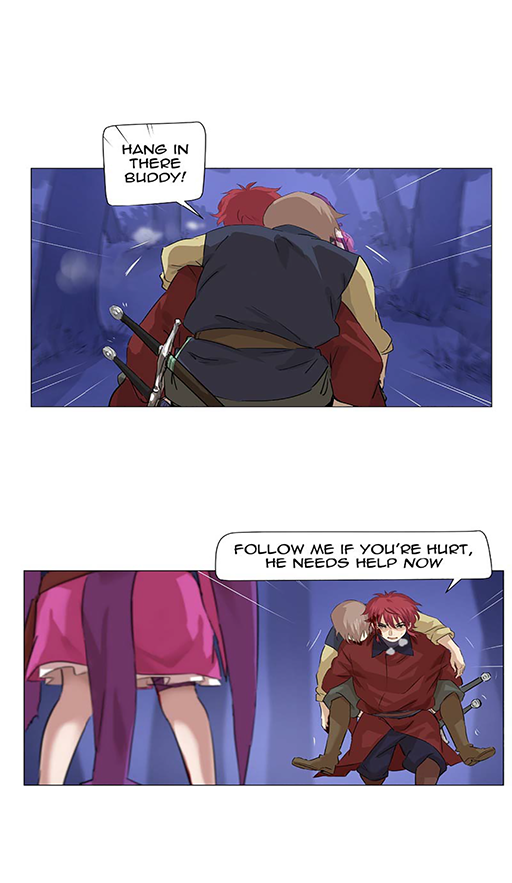 HANG IN
THERE
BUDDY!
FOLLOW ME IF YOU'RE HURT,
HE NEEDS HELP NOW